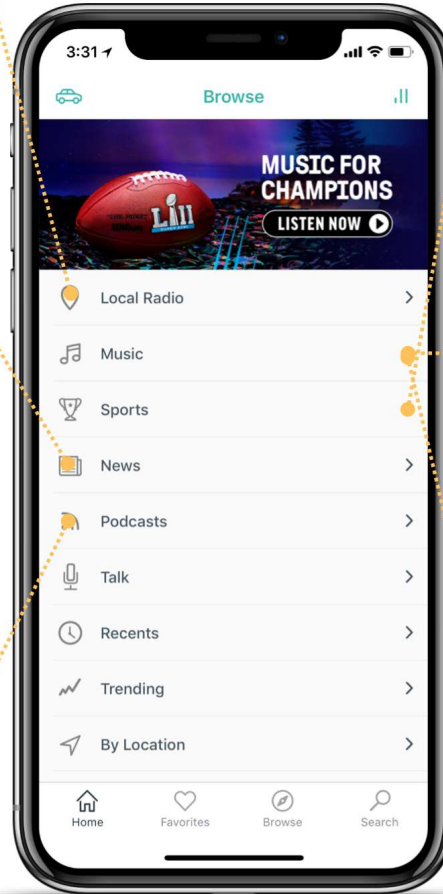 3:31
Browse
MUSIC FOR
CHAMPIONS
LISTEN NOW
LII
Local Radio
Music
Sports
News
Podcasts
Talk
Recents
Trending
By Location
Home
Favorites
Browse
Search